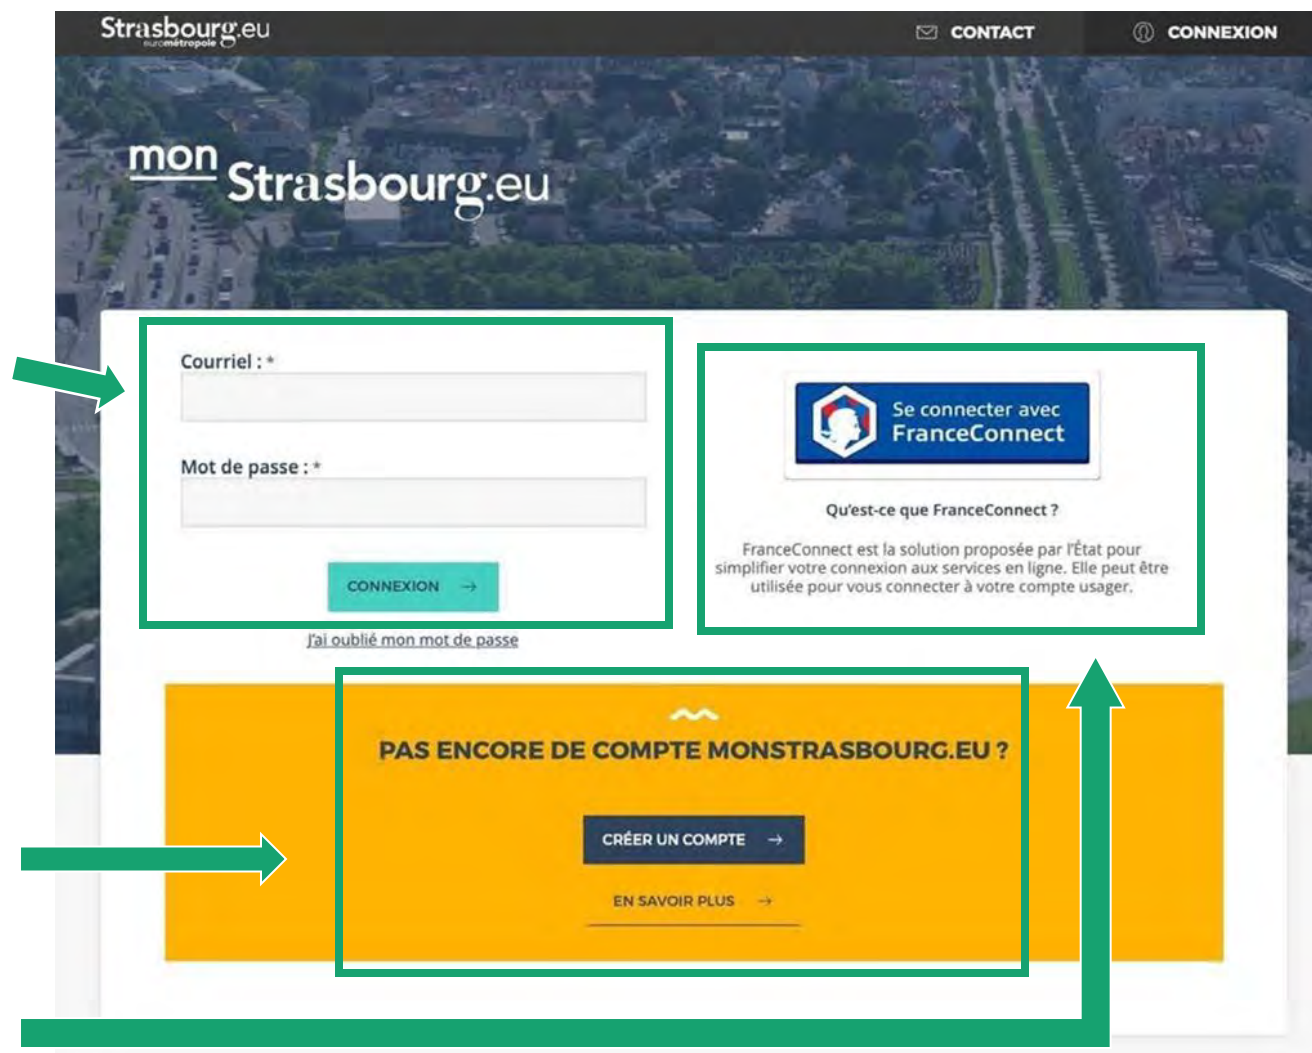 Strasbourg.eu
eurométropole
CONTACT
CONNEXION
mon
Strasbourg.eu
Courriel : *
Mot de passe : *
CONNEXION →
J'ai oublié mon mot de passe
Se connecter avec
FranceConnect
Qu'est-ce que FranceConnect ?
FranceConnect est la solution proposée par l'État pour
simplifier votre connexion aux services en ligne. Elle peut être
utilisée pour vous connecter à votre compte usager.
PAS ENCORE DE COMPTE MONSTRASBOURG.EU ?
CRÉER UN COMPTE →
EN SAVOIR PLUS →